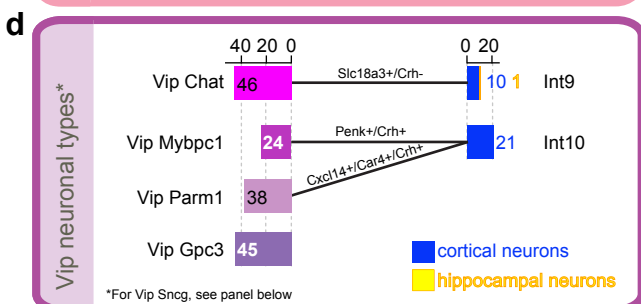 d
Vip neuronal types*
40 20 0
0 20
Vip Chat
46
Slc18a3+/Crh-
10 1
Int9
Vip Mybpc1
24
Penk+/Crh+
21
Int10
Cxcl14+/Car4+/Crh+
Vip Parm1
38
Vip Gpc3
45
cortical neurons
hippocampal neurons
*For Vip Sncg, see panel below